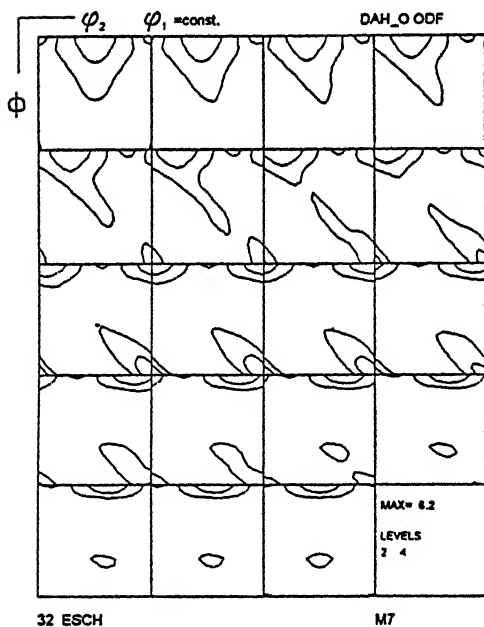 φ₂ φ₁ =const. DAH_O ODF
Φ
MAX= 6.2
LEVELS
2 4
32 ESCH M7